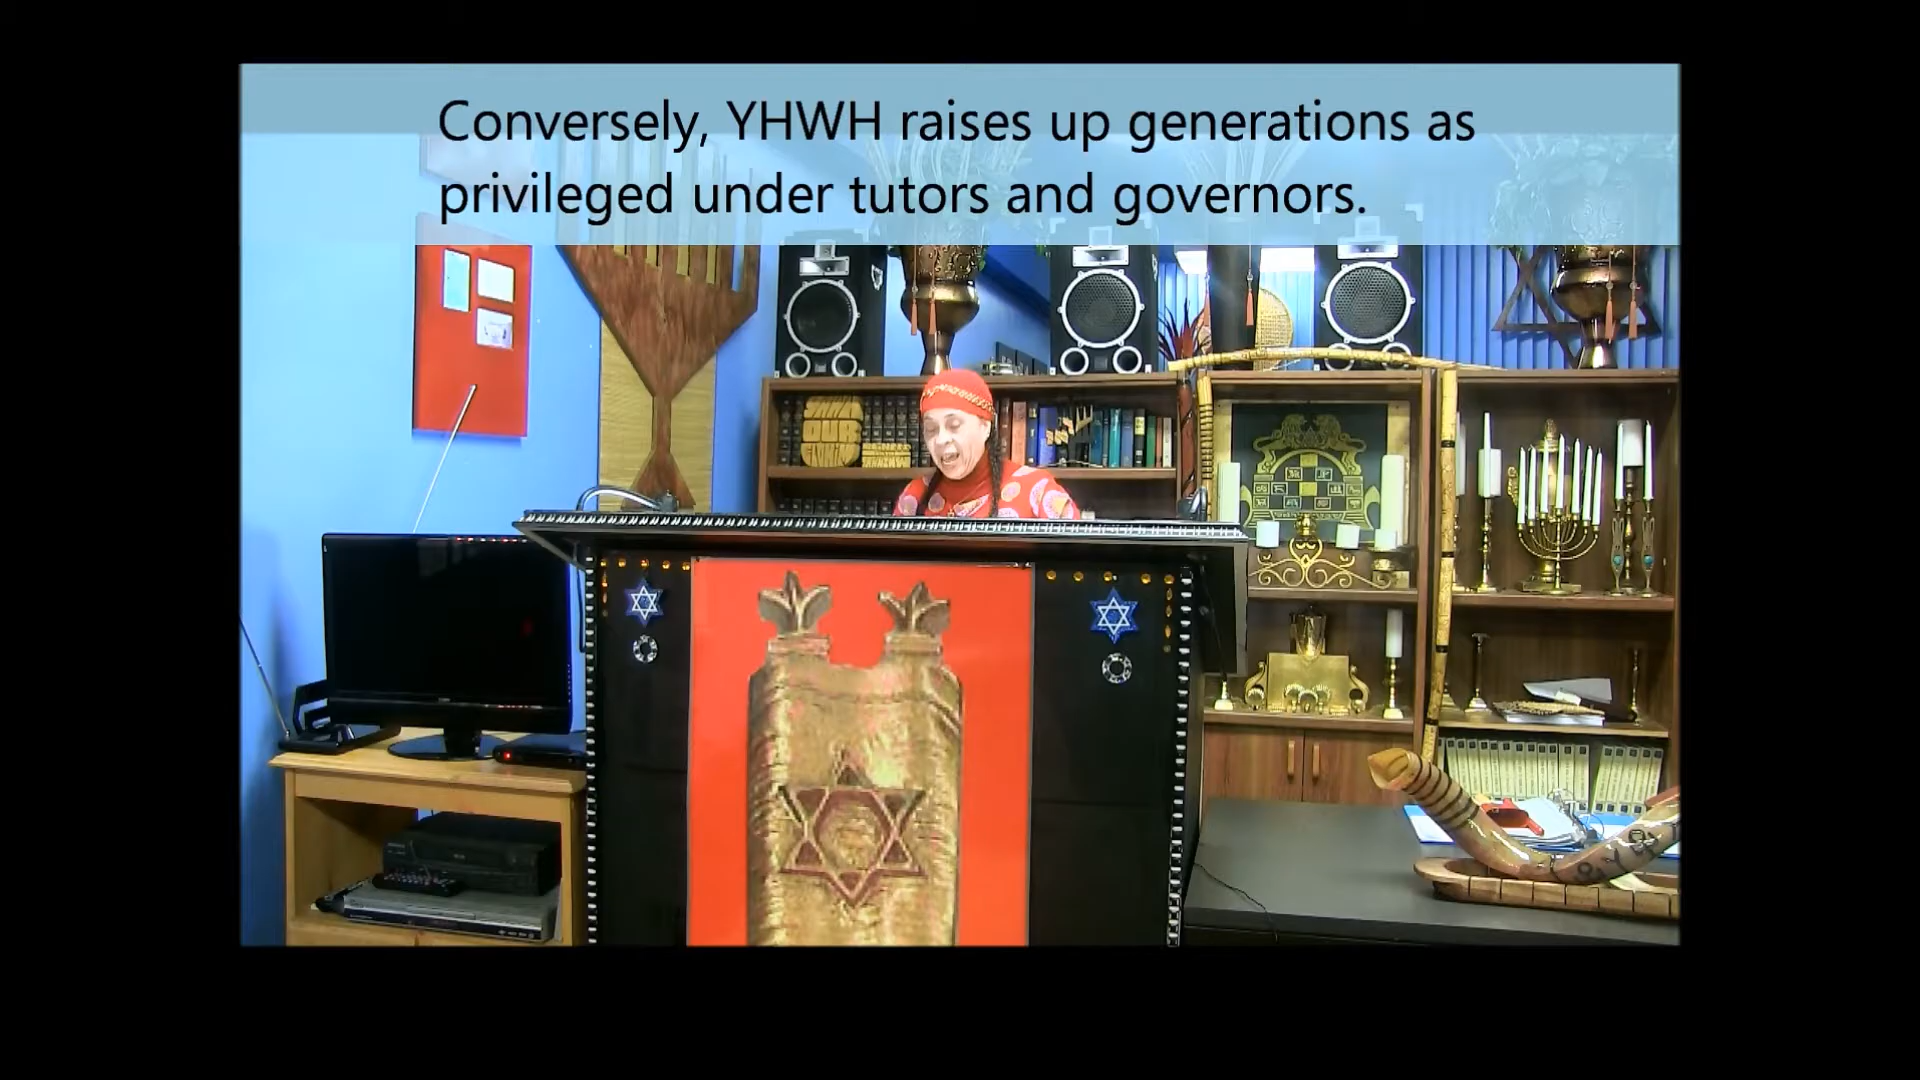 Conversely, YHWH raises up generations as
privileged under tutors and governors.